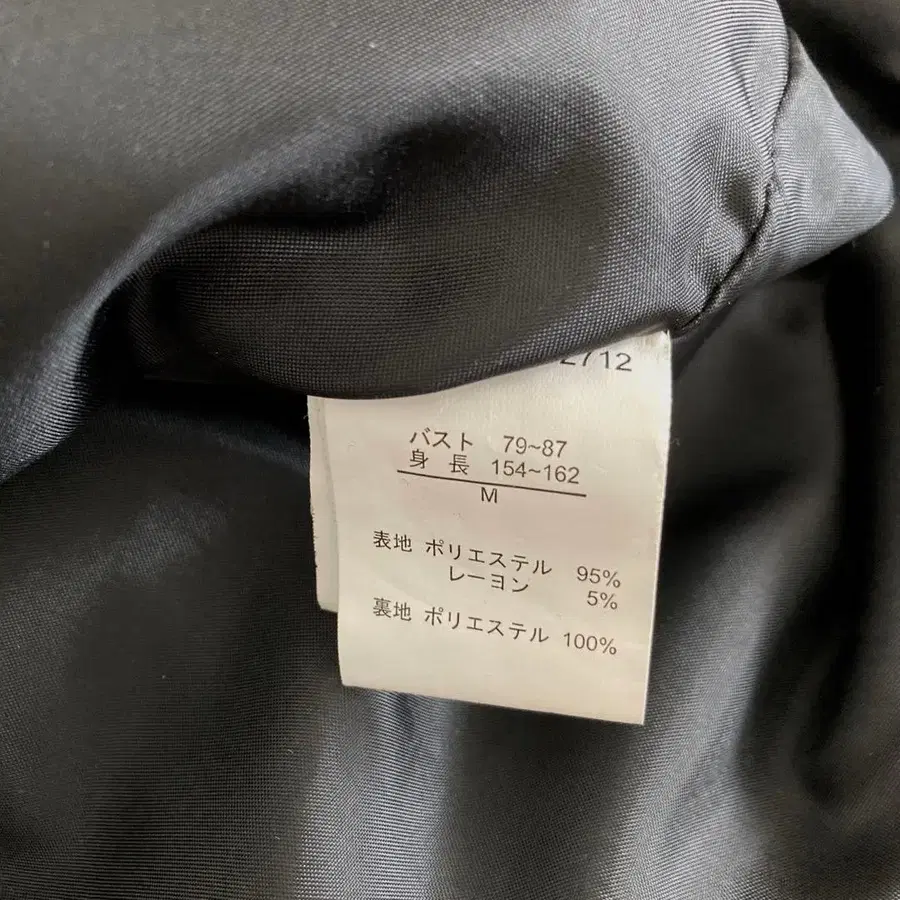 2712
バスト 79~87
身 長 154~162
M
表地 ポリエステル 95%
レーヨン 5%
裏地 ポリエステル 100%